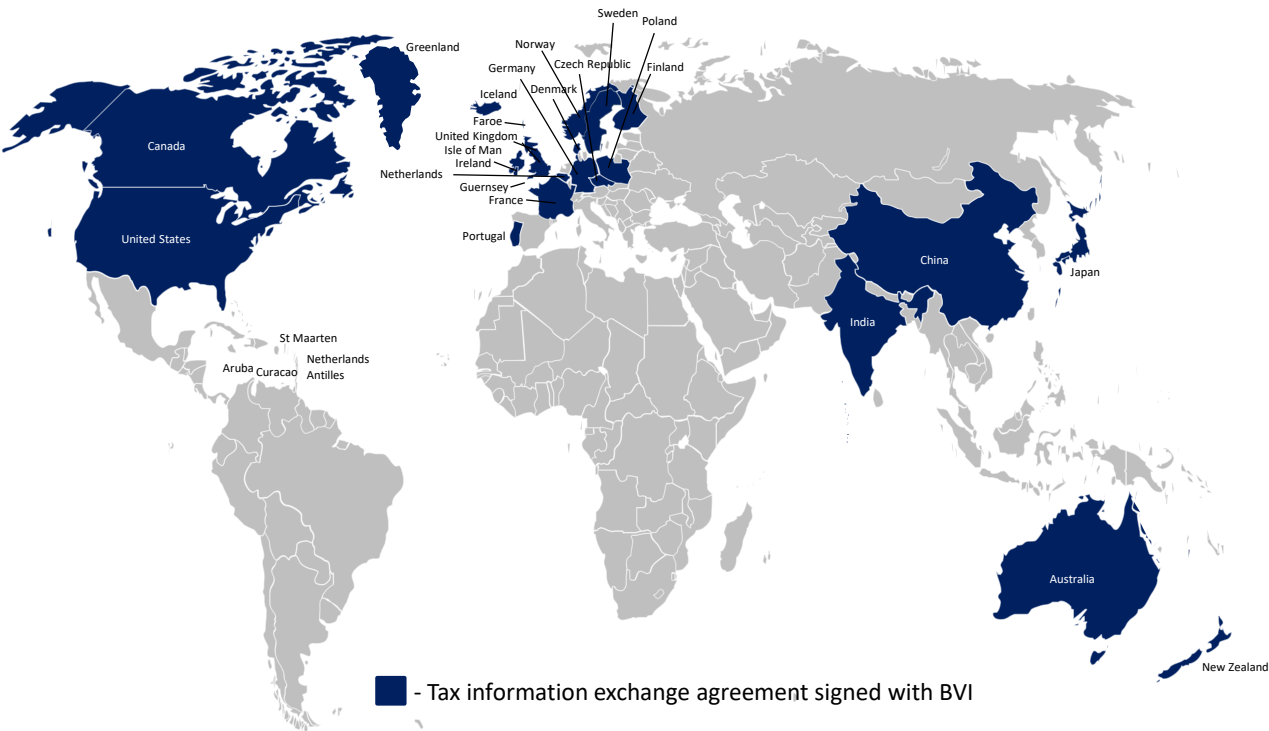 Sweden
Poland
Greenland
Norway
Czech Republic
Germany
Finland
Denmark
Iceland
Faroe
United Kingdom
Canada
Isle of Man
Ireland
Netherlands
Guernsey
France
Portugal
United States
China
Japan
India
St Maarten
Netherlands
Antilles
Aruba
Curacao
Australia
New Zealand
- Tax information exchange agreement signed with BVI